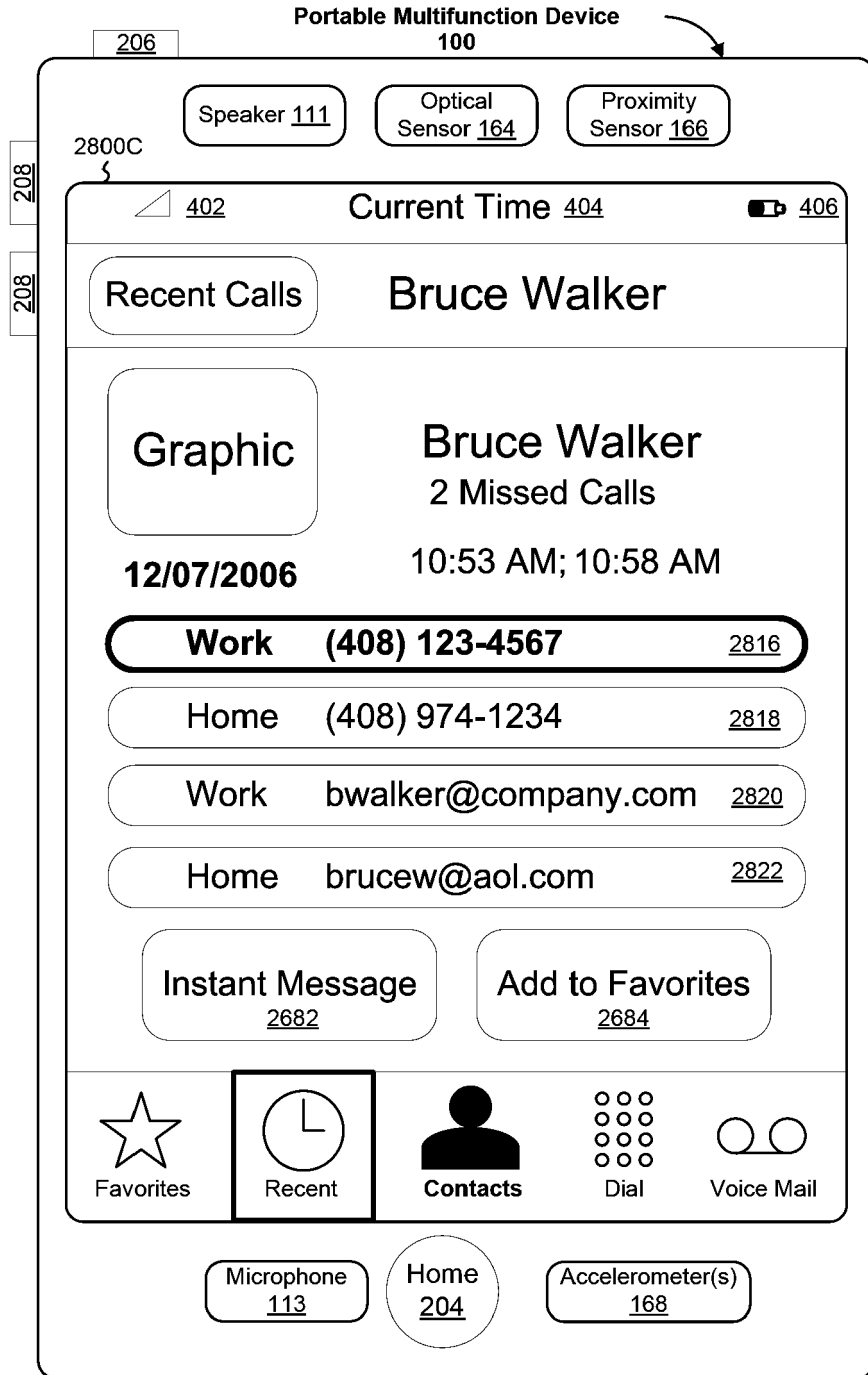 Portable Multifunction Device
100
206
Speaker 111
Optical
Sensor 164
Proximity
Sensor 166
2800C
208
208
402
Current Time 404
406
Recent Calls
Bruce Walker
Graphic
Bruce Walker
2 Missed Calls
12/07/2006
10:53 AM; 10:58 AM
Work (408) 123-4567 2816
Home (408) 974-1234 2818
Work bwalker@company.com 2820
Home brucew@aol.com 2822
Instant Message
2682
Add to Favorites
2684
Favorites
Recent
Contacts
Dial
Voice Mail
Microphone
113
Home
204
Accelerometer(s)
168